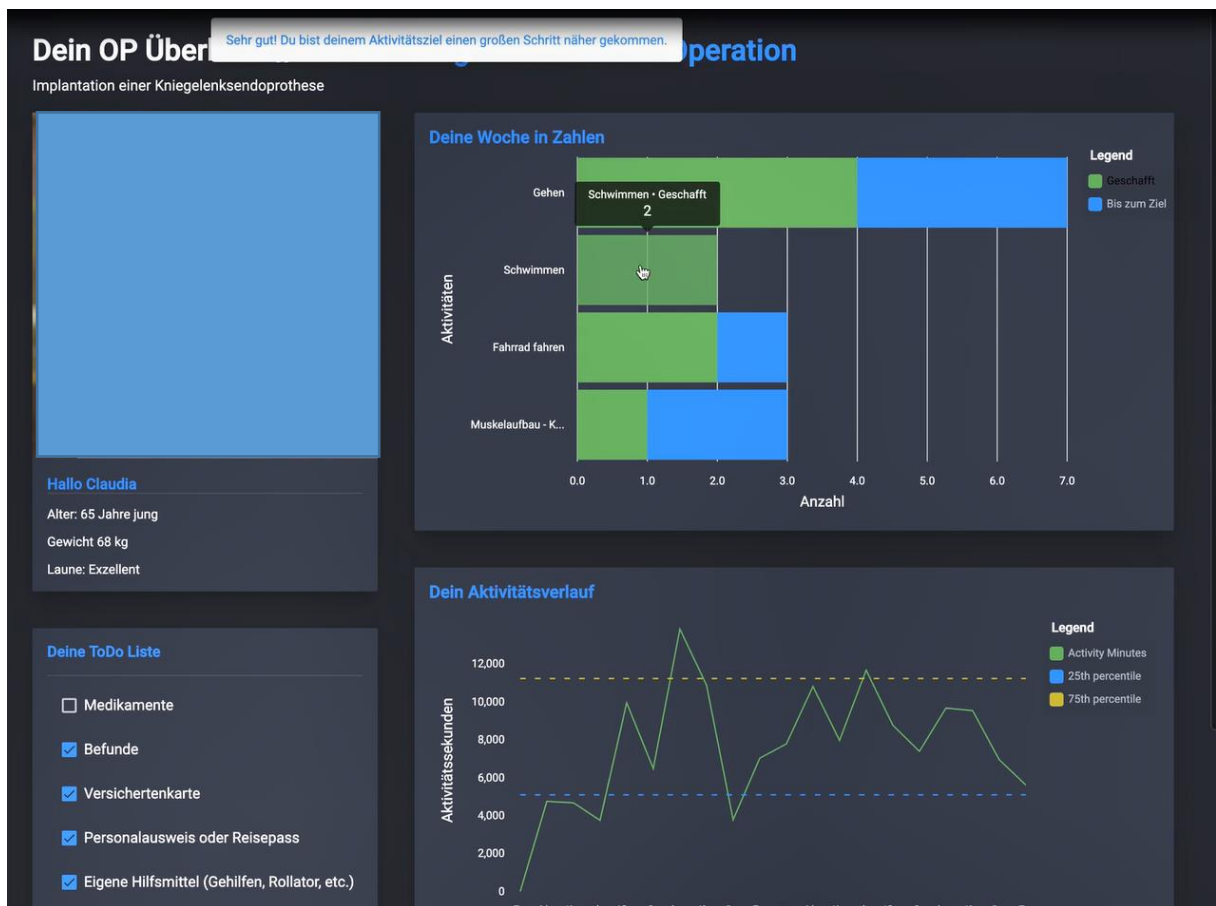 Sehr gut! Du bist deinem Aktivitätsziel einen großen Schritt näher gekommen.
Dein OP Über
Operation
Implantation einer Kniegelenksendoprothese
Hallo Claudia
Alter: 65 Jahre jung
Gewicht 68 kg
Laune: Exzellent
Deine ToDo Liste
Medikamente
Befunde
Versichertenkarte
Personalausweis oder Reisepass
Eigene Hilfsmittel (Gehilfen, Rollator, etc.)
Deine Woche in Zahlen
Legend
Geschafft
Bis zum Ziel
Aktivitäten
Gehen
Schwimmen • Geschafft
2
Schwimmen
Fahrrad fahren
Muskelaufbau - K...
0.0 1.0 2.0 3.0 4.0 5.0 6.0 7.0
Anzahl
Dein Aktivitätsverlauf
Legend
Activity Minutes
25th percentile
75th percentile
Aktivitätssekunden
12,000
10,000
8,000
6,000
4,000
2,000
0